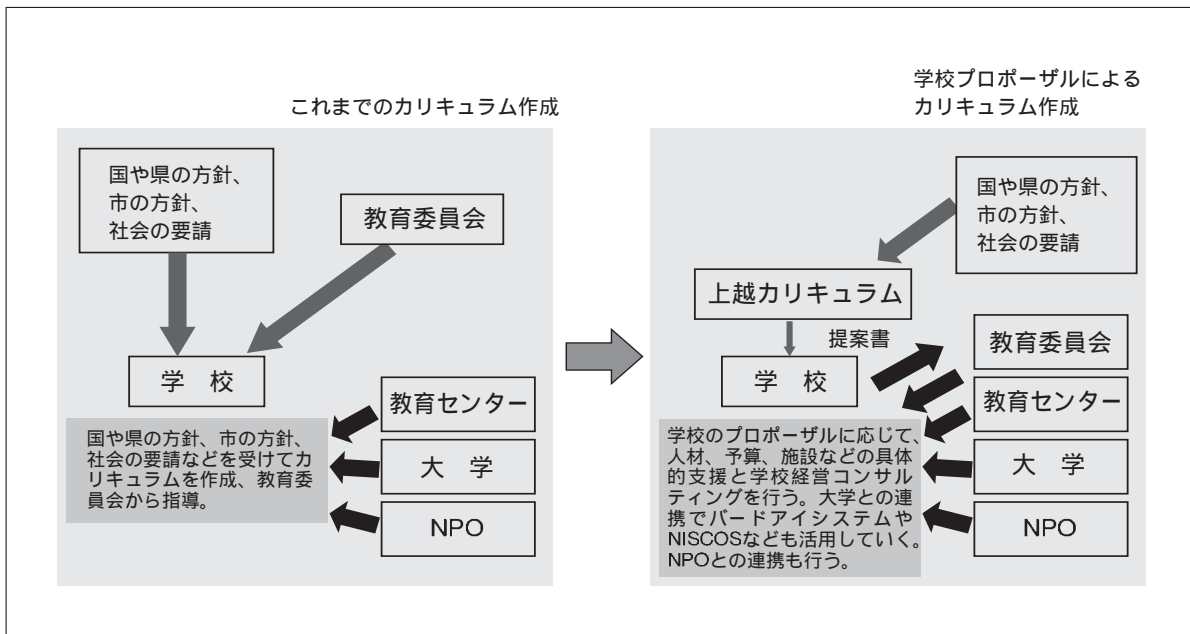 これまでのカリキュラム作成
国や県の方針、
市の方針、
社会の要請
教育委員会
学 校
教育センター
大 学
NPO
国や県の方針、市の方針、
社会の要請などを受けてカ
リキュラムを作成、教育委
員会から指導。
学校プロポーザルによる
カリキュラム作成
国や県の方針、
市の方針、
社会の要請
上越カリキュラム
提案書
学 校
教育委員会
教育センター
大 学
NPO
学校のプロポーザルに応じて、
人材、予算、施設などの具体
的支援と学校経営コンサル
ティングを行う。大学との連
携でバードアイシステムや
NISCOSなども活用していく。
NPOとの連携も行う。